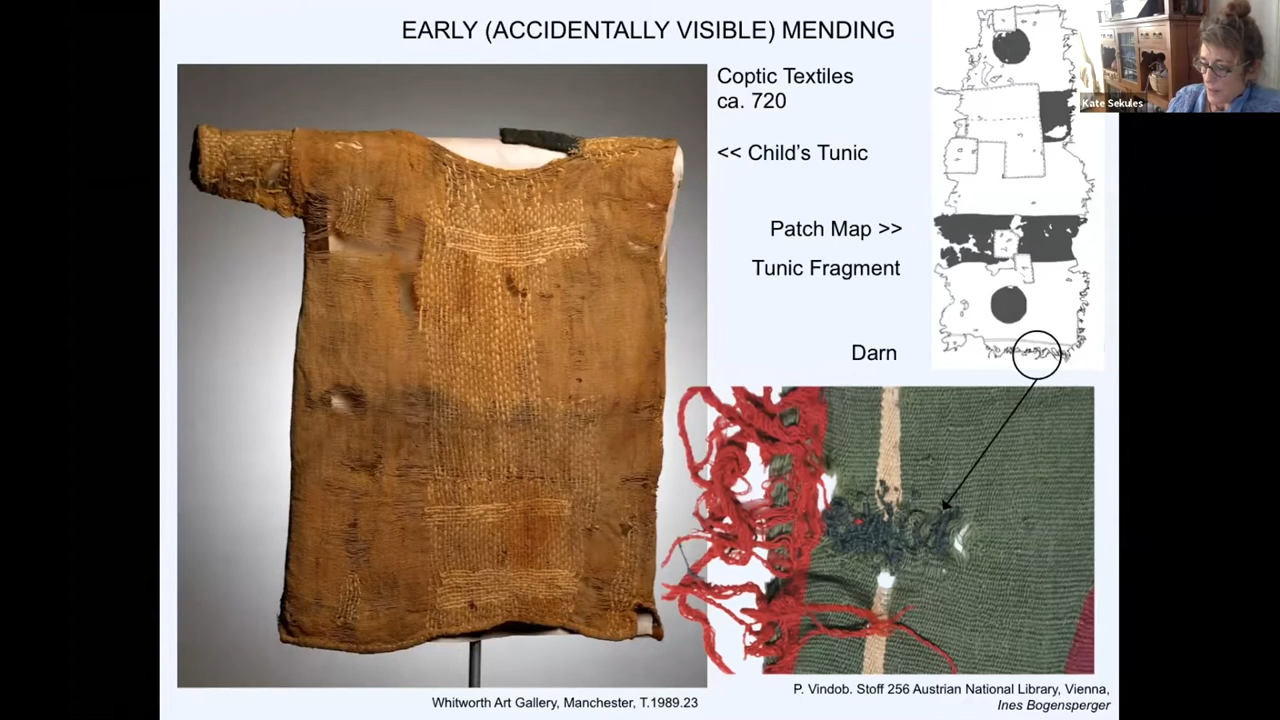 EARLY (ACCIDENTALLY VISIBLE) MENDING
Coptic Textiles
ca. 720
<< Child's Tunic
Patch Map >>
Tunic Fragment
Darn
Kate Sekules
Whitworth Art Gallery, Manchester, T.1989.23
P. Vindob. Stoff 256 Austrian National Library, Vienna,
Ines Bogensperger